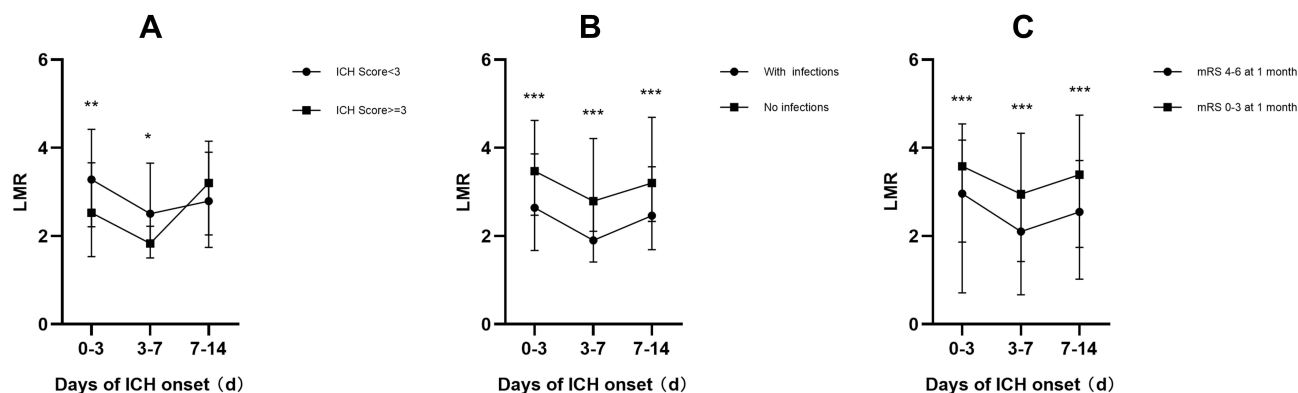 A
6
4
2
0
LMR
**
*
0-3 3-7 7-14
Days of ICH onset（d）
ICH Score<3
ICH Score>=3
B
6
4
2
0
LMR
***
***
***
0-3 3-7 7-14
Days of ICH onset（d）
With infections
No infections
C
6
4
2
0
LMR
***
***
***
0-3 3-7 7-14
Days of ICH onset（d）
mRS 4-6 at 1 month
mRS 0-3 at 1 month